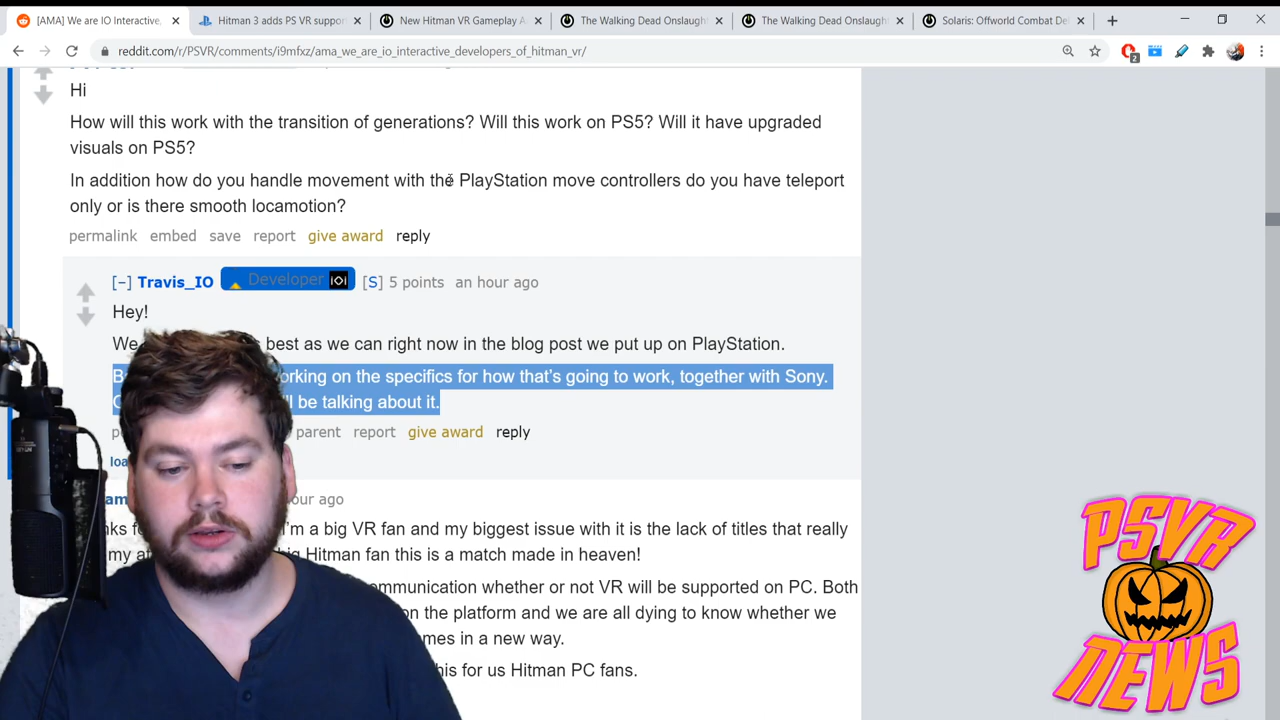 [AMA] We are IO Interactive,
Hitman 3 adds PS VR suppor
New Hitman VR Gameplay A
The Walking Dead Onslaugh
The Walking Dead Onslaugh
Solaris: Offworld Combat De
reddit.com/r/PSVR/comments/i9mfxz/ama_we_are_io_interactive_developers_of_hitman_vr/
2
Hi
How will this work with the transition of generations? Will this work on PS5? Will it have upgraded
visuals on PS5?
In addition how do you handle movement with the PlayStation move controllers do you have teleport
only or is there smooth locamotion?
permalink embed save report give award reply
[–] Travis_IO Developer IOI [S] 5 points an hour ago
Hey!
We best as we can right now in the blog post we put up on PlayStation.
orking on the specifics for how that's going to work, together with Sony.
ll be talking about it.
parent report give award reply
loa
am our ago
nks fo I'm a big VR fan and my biggest issue with it is the lack of titles that really
my at big Hitman fan this is a match made in heaven!
ommunication whether or not VR will be supported on PC. Both
on the platform and we are all dying to know whether we
mes in a new way.
his for us Hitman PC fans.
PSVR
NEWS